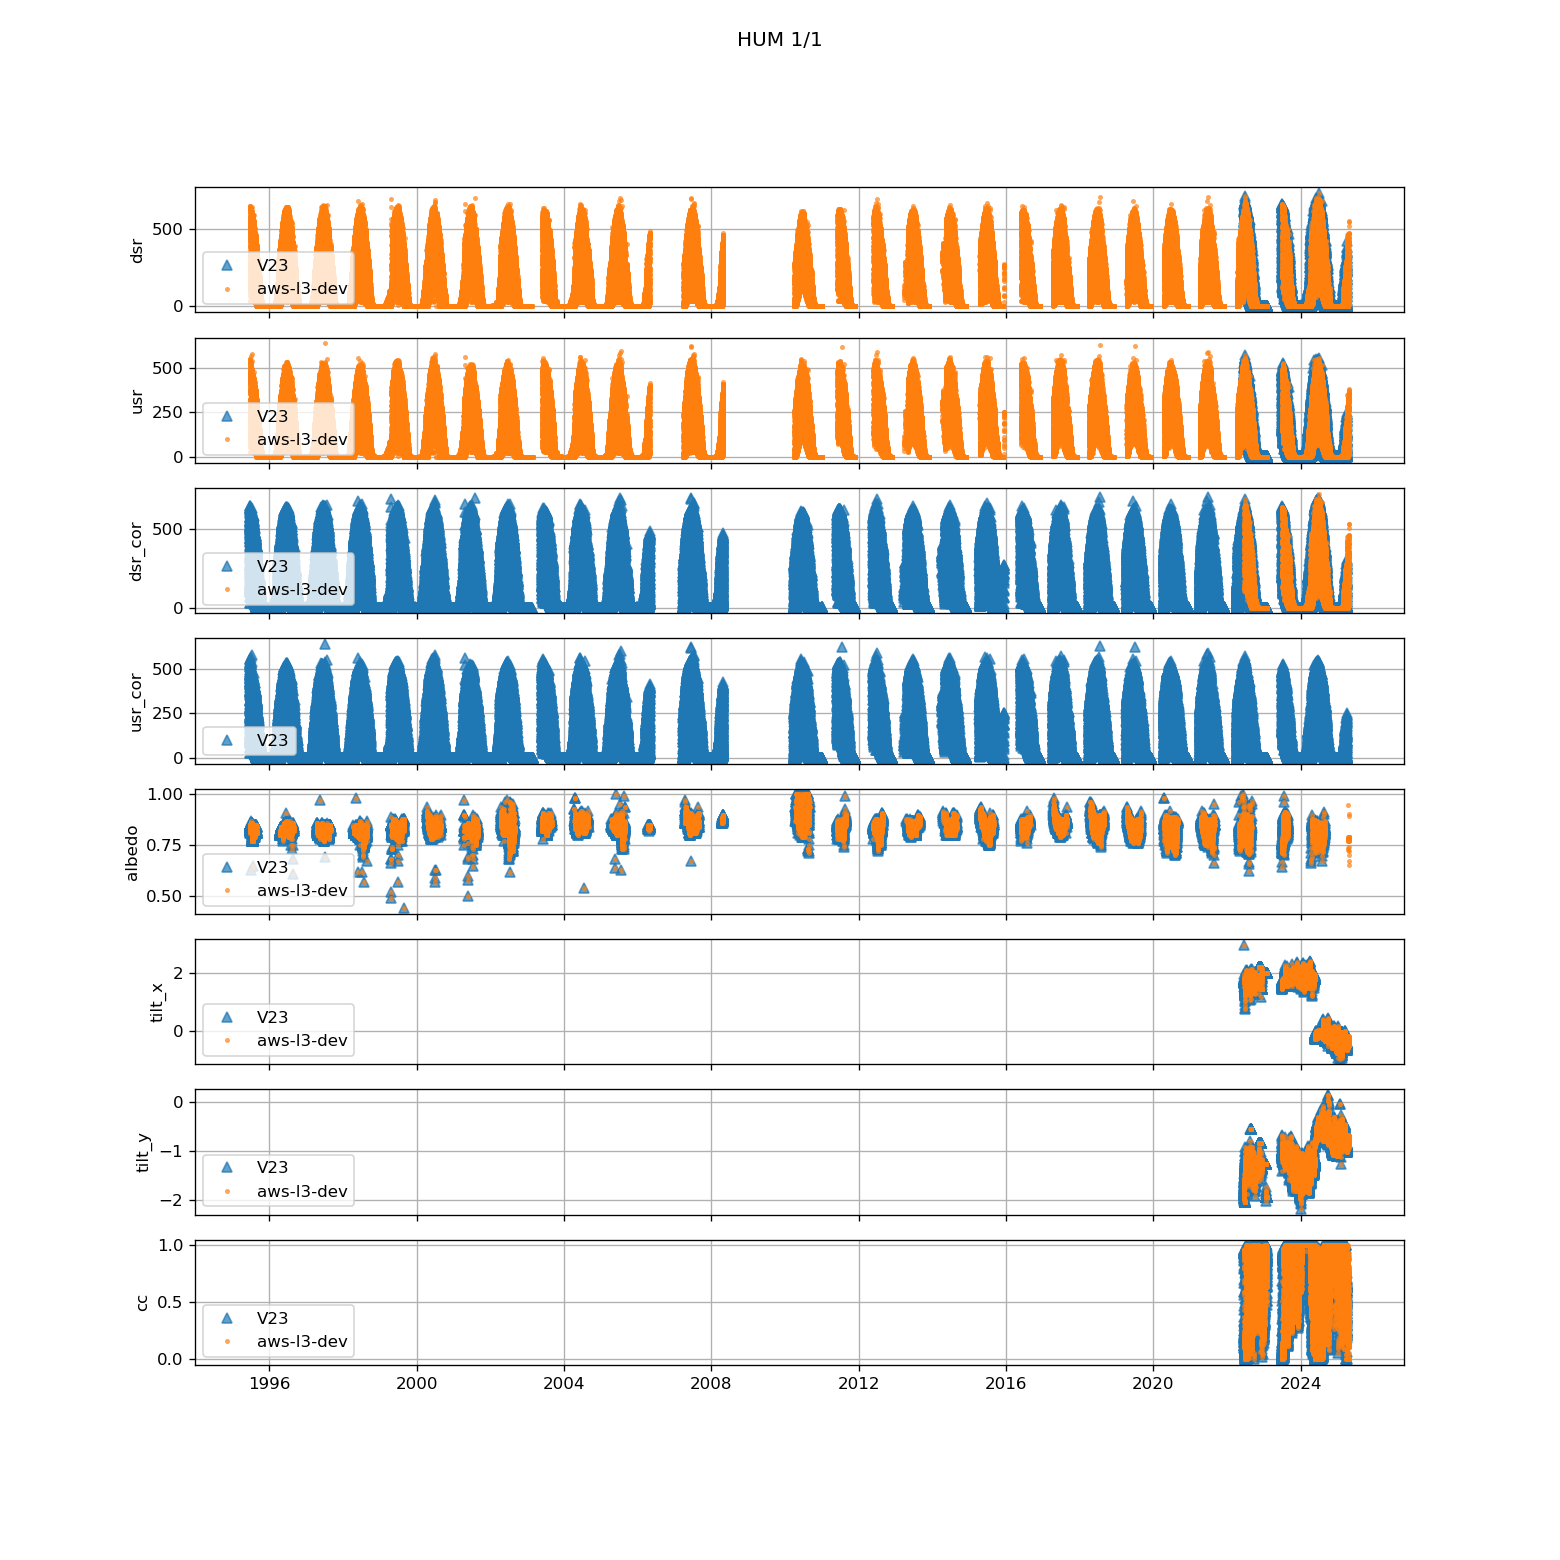 HUM 1/1
500
0
dsr
V23
aws-l3-dev
500
250
0
usr
V23
aws-l3-dev
500
0
dsr_cor
V23
aws-l3-dev
500
250
0
usr_cor
V23
1.00
0.75
0.50
albedo
V23
aws-l3-dev
2
0
tilt_x
V23
aws-l3-dev
0
−1
−2
tilt_y
V23
aws-l3-dev
1.0
0.5
0.0
cc
V23
aws-l3-dev
1996 2000 2004 2008 2012 2016 2020 2024